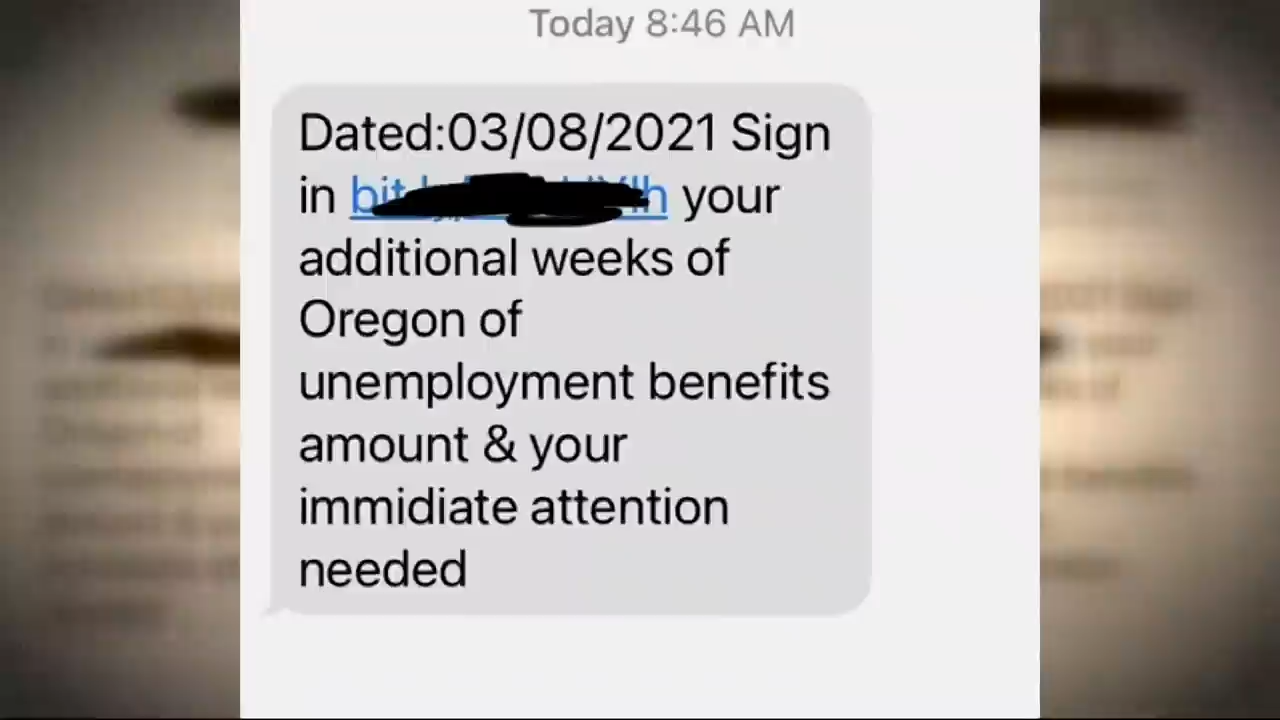 Today 8:46 AM
Dated:03/08/2021 Sign
in your
additional weeks of
Oregon of
unemployment benefits
amount & your
immidiate attention
needed